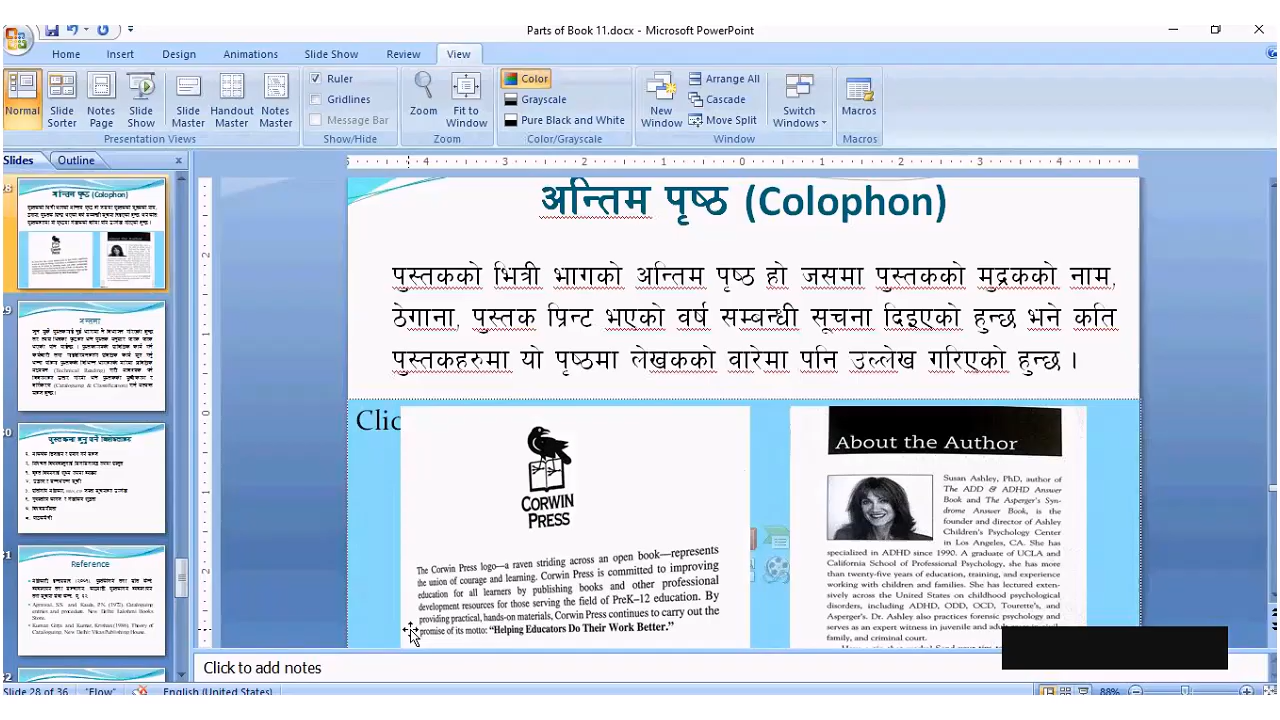 Parts of Book 11.docx - Microsoft PowerPoint
Home Insert Design Animations Slide Show Review View
Normal
Slide Sorter
Notes Page
Slide Show
Slide Master
Handout Master
Notes Master
Presentation Views
Ruler
Gridlines
Message Bar
Show/Hide
Zoom
Fit to Window
Zoom
Color
Grayscale
Pure Black and White
Color/Grayscale
New Window
Arrange All
Cascade
Move Split
Switch Windows
Window
Macros
Macros
Slides Outline
अन्तिम पृष्ठ (Colophon)
पुस्तकको भित्री भागको अन्तिम पृष्ठ हो जसमा पुस्तकको मुद्रकको नाम,
ठेगाना, पुस्तक प्रिन्ट भएको वर्ष सम्बन्धी सूचना दिइएको हुन्छ भने कति
पुस्तकहरुमा यो पृष्ठमा लेखकको वारेमा पनि उल्लेख गरिएको हुन्छ ।
Clic
CORWIN
PRESS
The Corwin Press logo—a raven striding across an open book—represents
the union of courage and learning. Corwin Press is committed to improving
education for all learners by publishing books and other professional
development resources for those serving the field of PreK–12 education. By
providing practical, hands-on materials, Corwin Press continues to carry out the
promise of its motto: "Helping Educators Do Their Work Better."
About the Author
Susan Ashley, PhD, author of
The ADD & ADHD Answer
Book and The Asperger's Syn-
drome Answer Book, is the
founder and director of Ashley
Children's Psychology Center
in Los Angeles, CA. She has
specialized in ADHD since 1990. A graduate of UCLA and
California School of Professional Psychology, she has more
than twenty-five years of education, training, and experience
working with children and families. She has lectured exten-
sively across the United States on childhood psychological
disorders, including ADHD, ODD, OCD, Tourette's, and
Asperger's. Dr. Ashley also practices forensic psychology and
serves as an expert witness in juvenile and
family, and criminal court.
29
30
Reference
Click to add notes
Slide 28 of 36 "Flow" English (United States) 88%